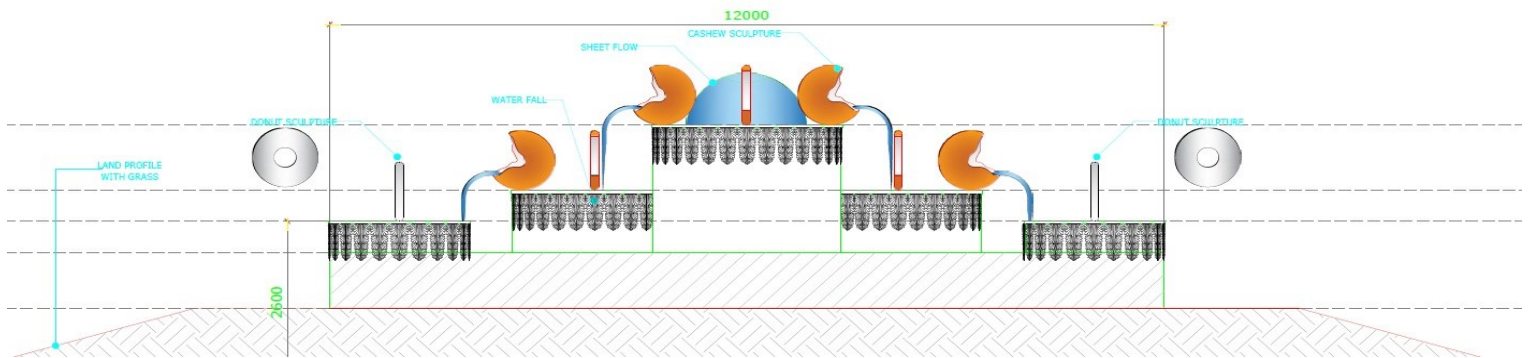 12000
CASHEW SCULPTURE
SHEET FLOW
WATER FALL
DONUT SCULPTURE
DONUT SCULPTURE
LAND PROFILE
WITH GRASS
2600